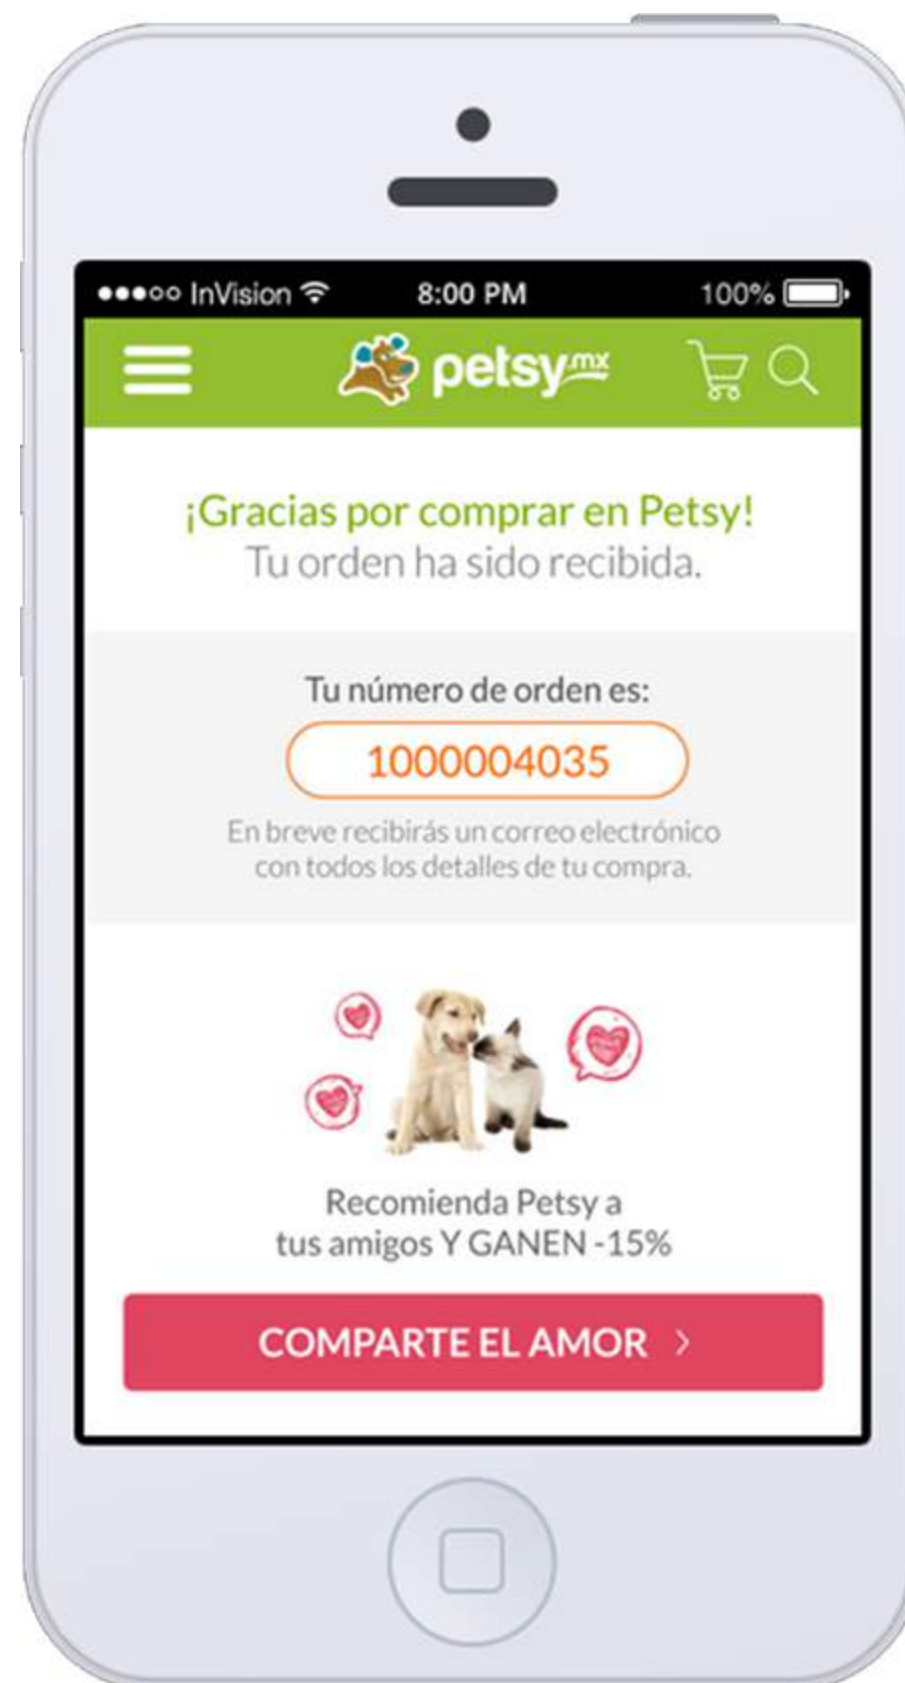 InVision 8:00 PM 100%
petsy.mx
¡Gracias por comprar en Petsy!
Tu orden ha sido recibida.
Tu número de orden es:
1000004035
En breve recibirás un correo electrónico
con todos los detalles de tu compra.
Recomienda Petsy a
tus amigos Y GANEN -15%
COMPARTE EL AMOR >